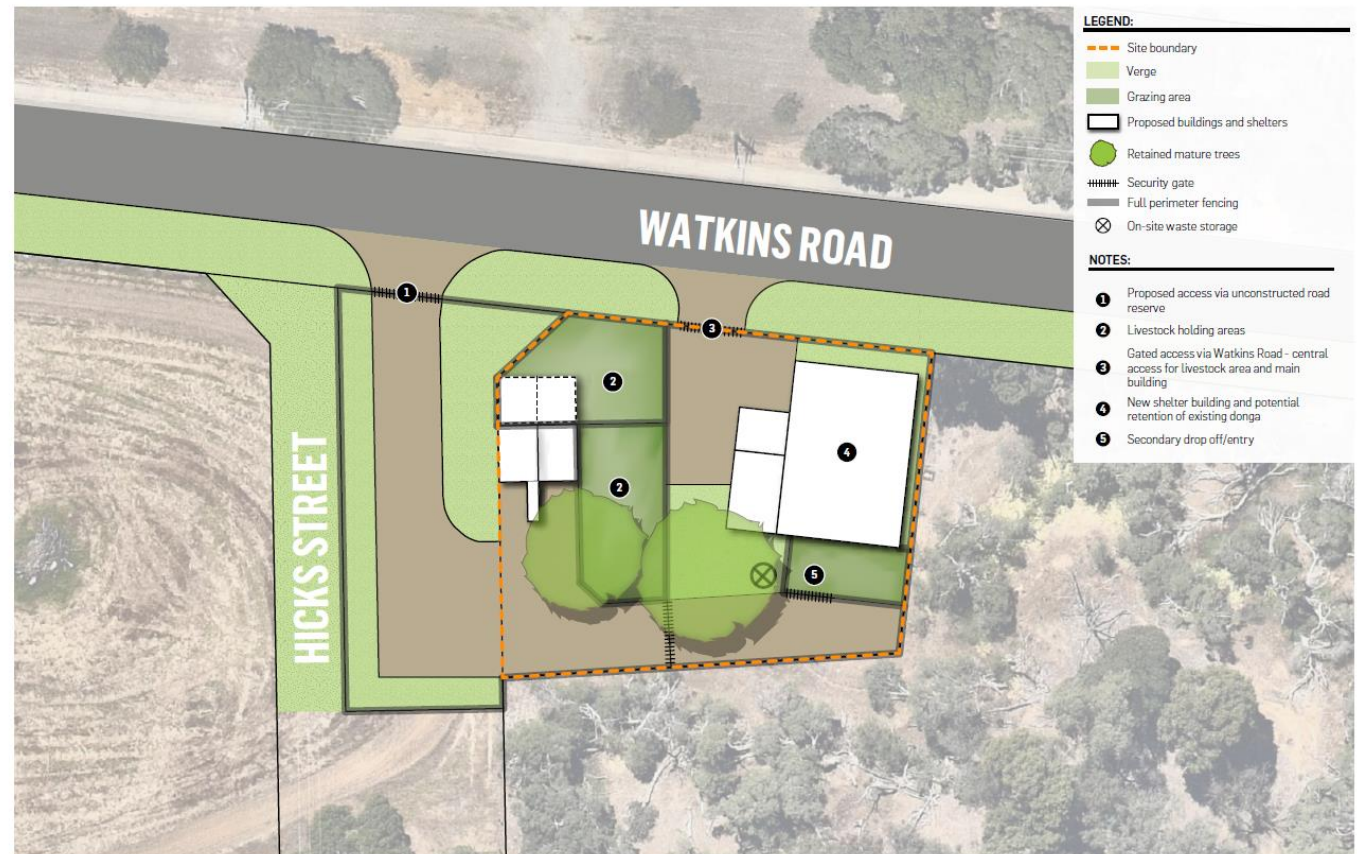 LEGEND:
Site boundary
Verge
Grazing area
Proposed buildings and shelters
Retained mature trees
Security gate
Full perimeter fencing
On-site waste storage
NOTES:
1 Proposed access via unconstructed road
reserve
2 Livestock holding areas
3 Gated access via Watkins Road - central
access for livestock area and main
building
4 New shelter building and potential
retention of existing donga
5 Secondary drop off/entry
WATKINS ROAD
1
3
2
4
2
HICKS STREET
5